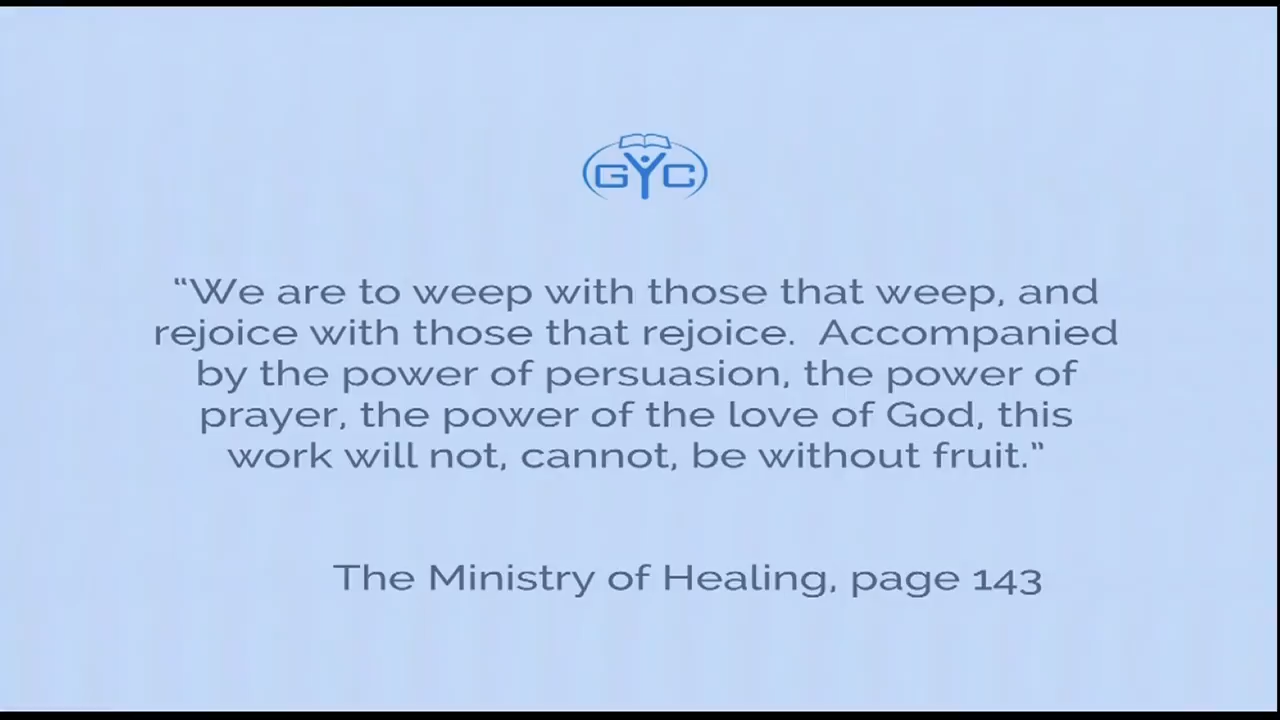 GYC
“We are to weep with those that weep, and
rejoice with those that rejoice.  Accompanied
by the power of persuasion, the power of
prayer, the power of the love of God, this
work will not, cannot, be without fruit.”
The Ministry of Healing, page 143